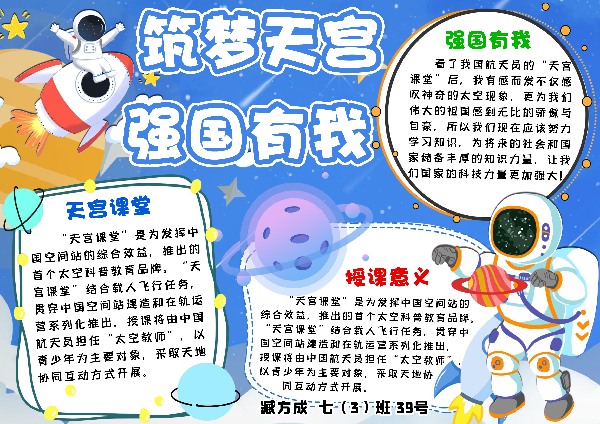 筑梦天宫
强国有我
强国有我
看了我国航天员的“天宫
课堂”后，我有感而发不仅感
叹神奇的太空现象，更为我们
伟大的祖国感到无比的骄傲与
自豪，所以我们现在应该努力
学习知识，为将来的社会和国
家储备丰厚的知识力量，让我
们国家的科技力量更加强大！
天宫课堂
“天宫课堂”是为发挥中
国空间站的综合效益，推出的
首个太空科普教育品牌。“天
宫课堂”结合载人飞行任务，
贯穿中国空间站建造和在轨运
营系列化推出，授课将由中国
航天员担任“太空教师”，以
青少年为主要对象，采取天地
协同互动方式开展。
授课意义
“天宫课堂”是为发挥中国空间站的
综合效益，推出的首个太空科普教育品牌。
“天宫课堂”结合载人飞行任务，贯穿中
国空间站建造和在轨运营系列化推出，
授课将由中国航天员担任“太空教师”
以青少年为主要对象，采取天地协
同互动方式开展。
方成 七（3）班 39号